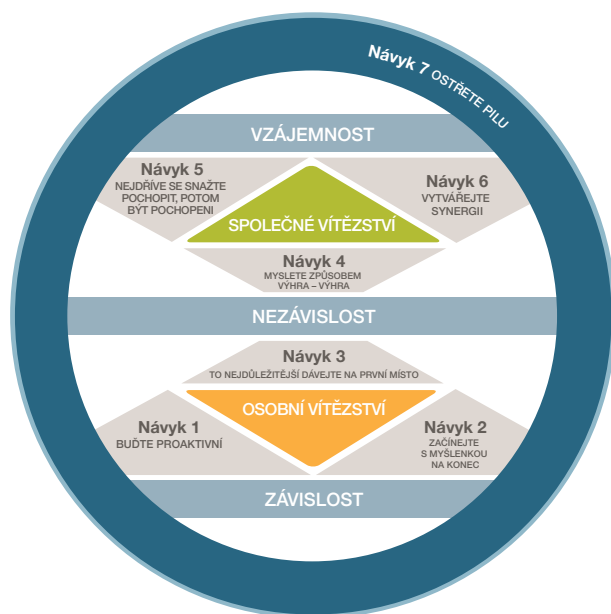 Návyk 7 OSTŘETE PILU
VZÁJEMNOST
Návyk 5
NEJDŘÍVE SE SNAŽTE
POCHOPIT, POTOM
BÝT POCHOPENI
Návyk 6
VYTVÁŘEJTE
SYNERGII
SPOLEČNÉ VÍTĚZSTVÍ
Návyk 4
MYSLETE ZPŮSOBEM
VÝHRA – VÝHRA
NEZÁVISLOST
Návyk 3
TO NEJDŮLEŽITĚJŠÍ DÁVEJTE NA PRVNÍ MÍSTO
OSOBNÍ VÍTĚZSTVÍ
Návyk 1
BUĎTE PROAKTIVNÍ
Návyk 2
ZAČÍNEJTE
S MYŠLENKOU
NA KONEC
ZÁVISLOST